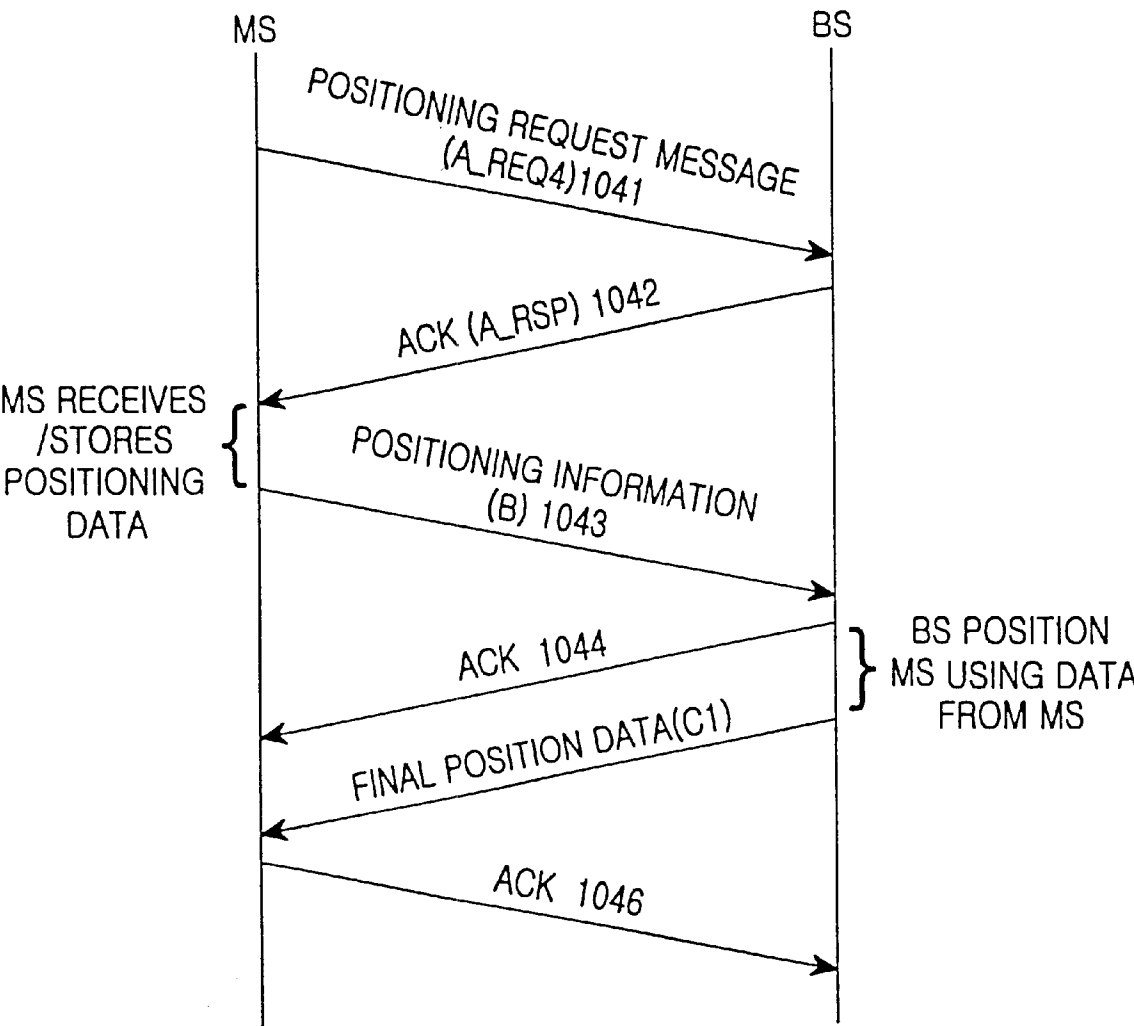 MS
BS
POSITIONING REQUEST MESSAGE
(A_REQ4)1041
ACK (A_RSP) 1042
MS RECEIVES
/STORES
POSITIONING
DATA
POSITIONING INFORMATION
(B) 1043
ACK 1044
BS POSITION
MS USING DATA
FROM MS
FINAL POSITION DATA(C1)
ACK 1046